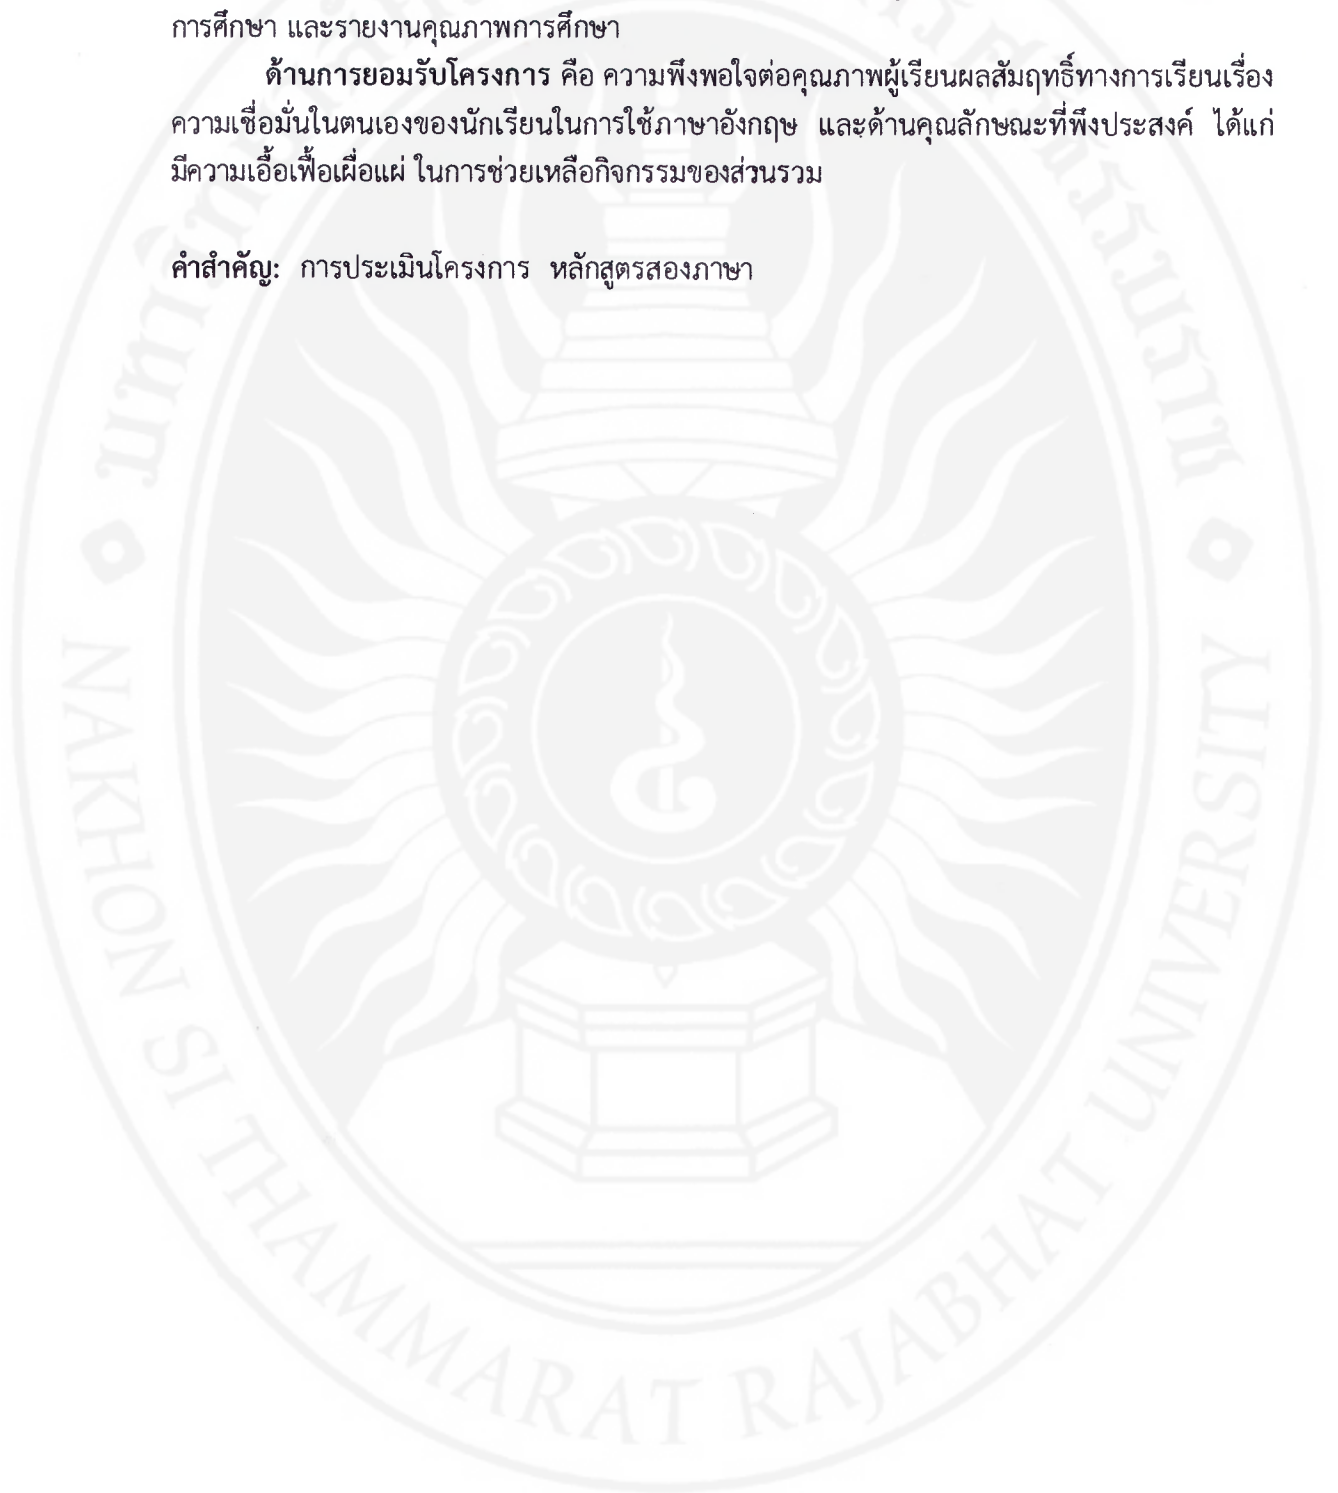 การศึกษา และรายงานคุณภาพการศึกษา
ด้านการยอมรับโครงการ คือ ความพึงพอใจต่อคุณภาพผู้เรียนผลสัมฤทธิ์ทางการเรียนเรื่อง
ความเชื่อมั่นในตนเองของนักเรียนในการใช้ภาษาอังกฤษ และด้านคุณลักษณะที่พึงประสงค์ ได้แก่
มีความเอื้อเฟื้อเผื่อแผ่ ในการช่วยเหลือกิจกรรมของส่วนรวม
คำสำคัญ: การประเมินโครงการ หลักสูตรสองภาษา
NAKHON SI THAMMARAT RAJABHAT UNIVERSITY